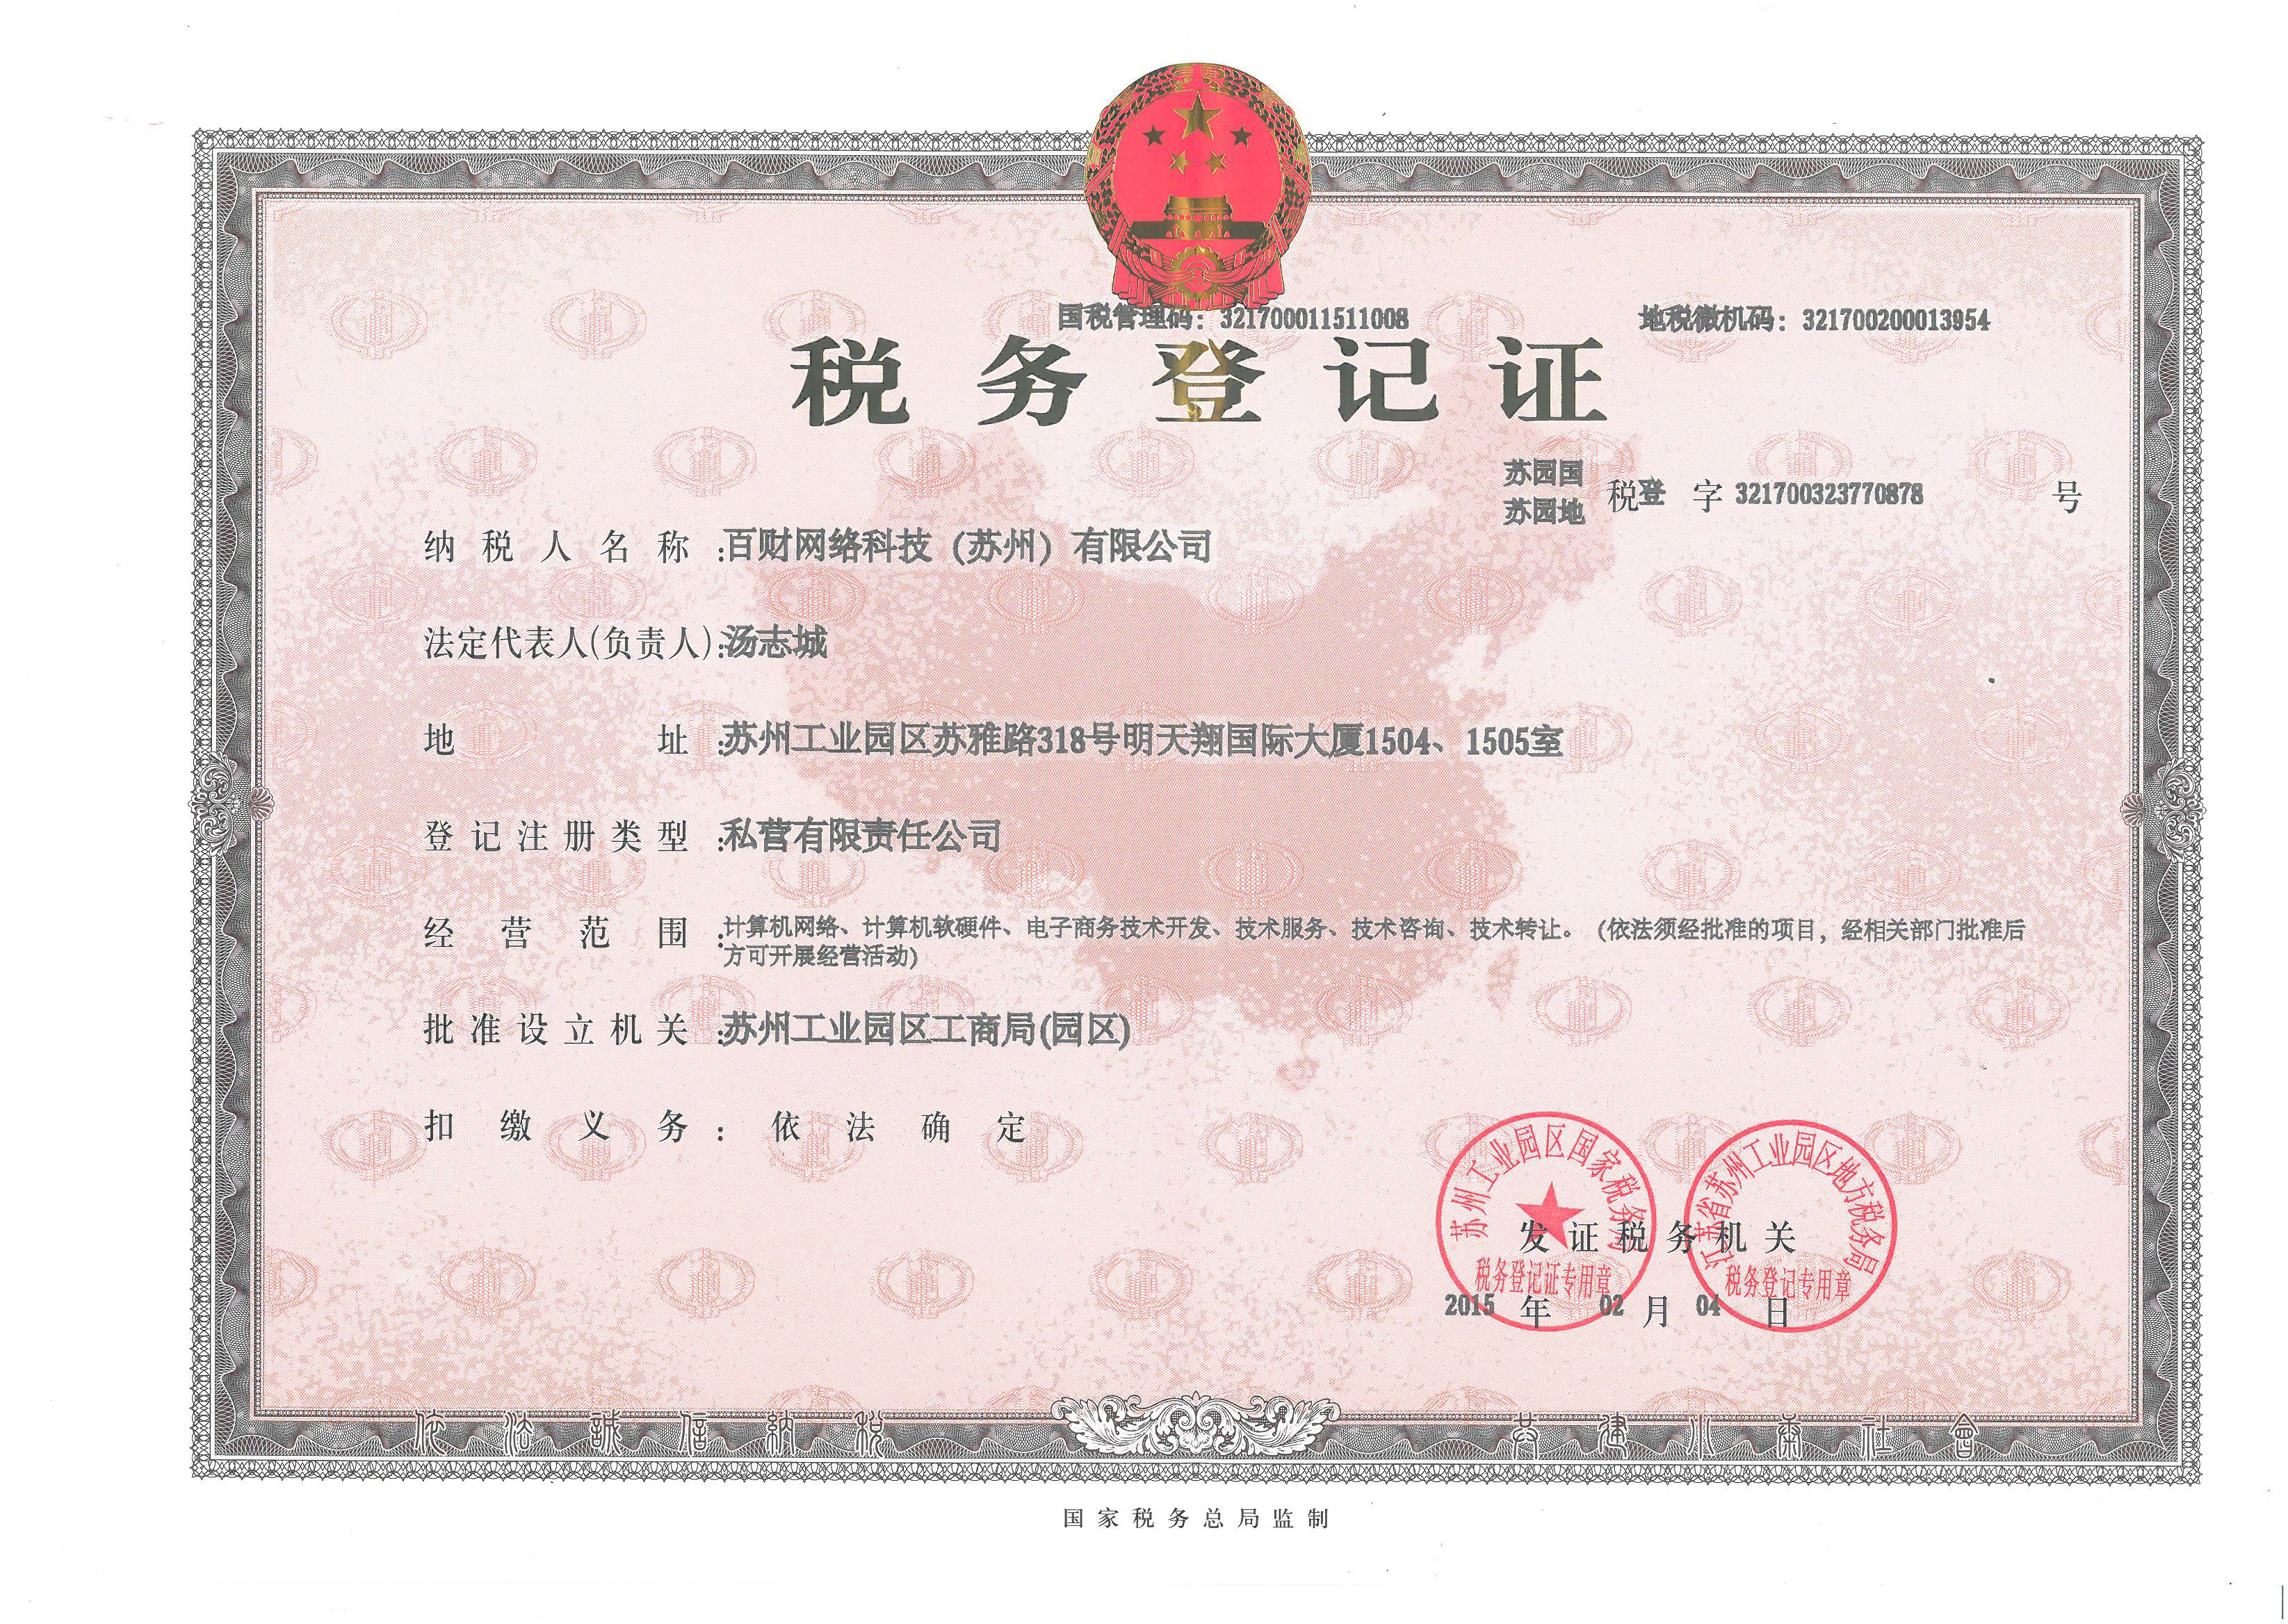 国税管理码：321700011511008 地税微机码：321700200013954
税务登记证
苏园国
苏园地 税登 字 321700323770878 号
纳税人名称：百财网络科技（苏州）有限公司
法定代表人(负责人)：汤志城
地址：苏州工业园区苏雅路318号明天翔国际大厦1504、1505室
登记注册类型：私营有限责任公司
经营范围：计算机网络、计算机软硬件、电子商务技术开发、技术服务、技术咨询、技术转让。（依法须经批准的项目，经相关部门批准后
方可开展经营活动）
批准设立机关：苏州工业园区工商局(园区)
扣缴义务：依法确定
苏州工业园区国家税务局
税务登记证专用章
江苏省苏州工业园区地方税务局
税务登记专用章
发证税务机关
2015 年 02 月 04 日
依法誠信納税 共建小康社會
国家税务总局监制